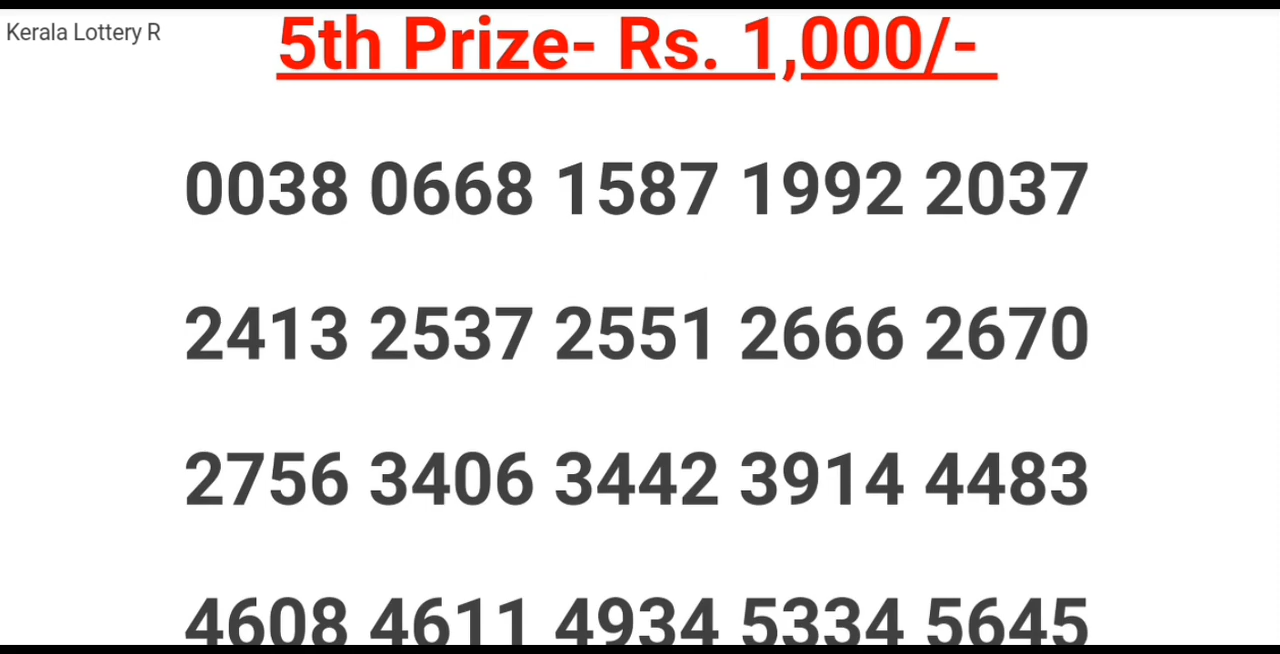 Kerala Lottery R
5th Prize- Rs. 1,000/-
0038 0668 1587 1992 2037
2413 2537 2551 2666 2670
2756 3406 3442 3914 4483
4608 4611 4934 5334 5645